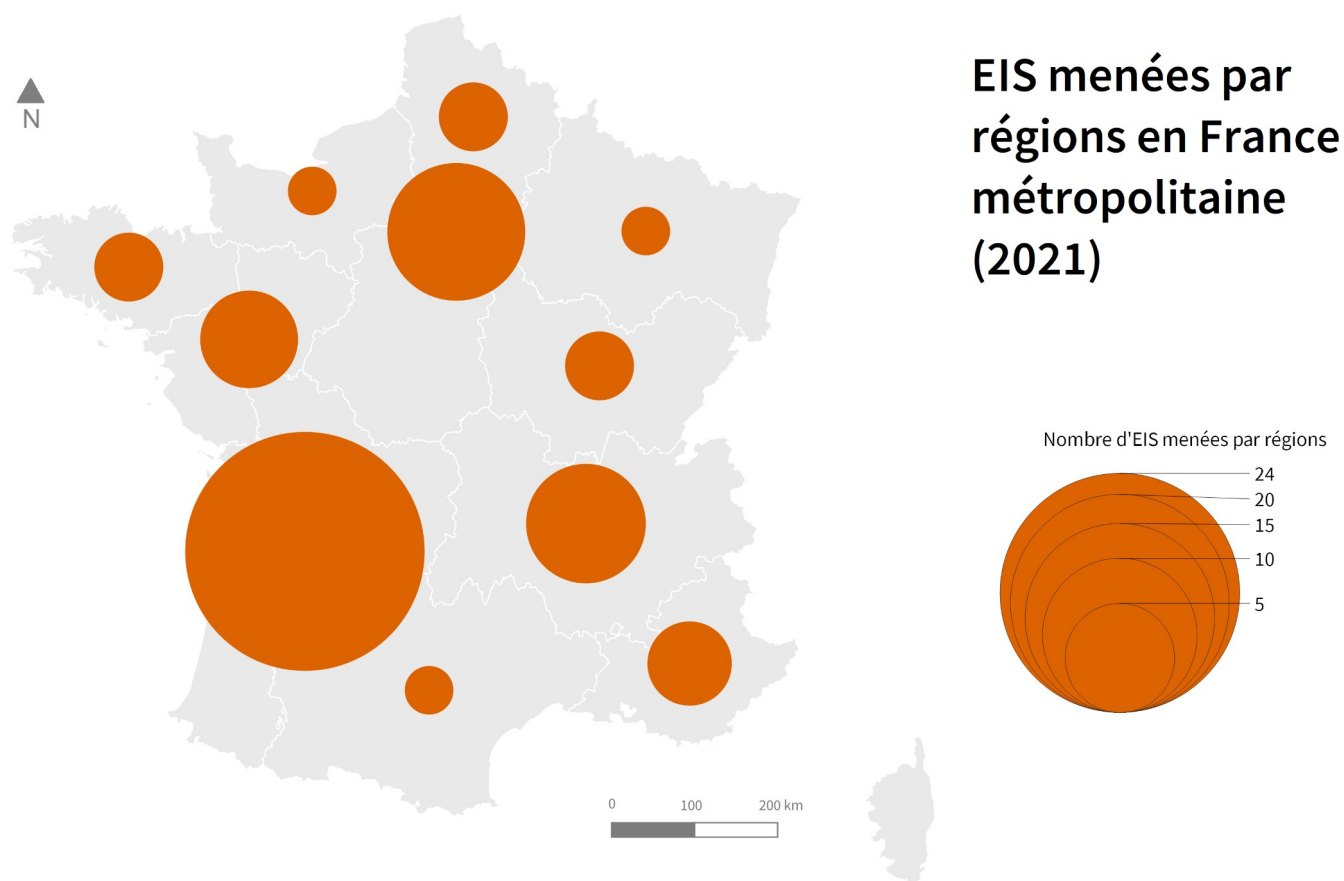 EIS menées par
régions en France
métropolitaine
(2021)
N
Nombre d'EIS menées par régions
24
20
15
10
5
0 100 200 km